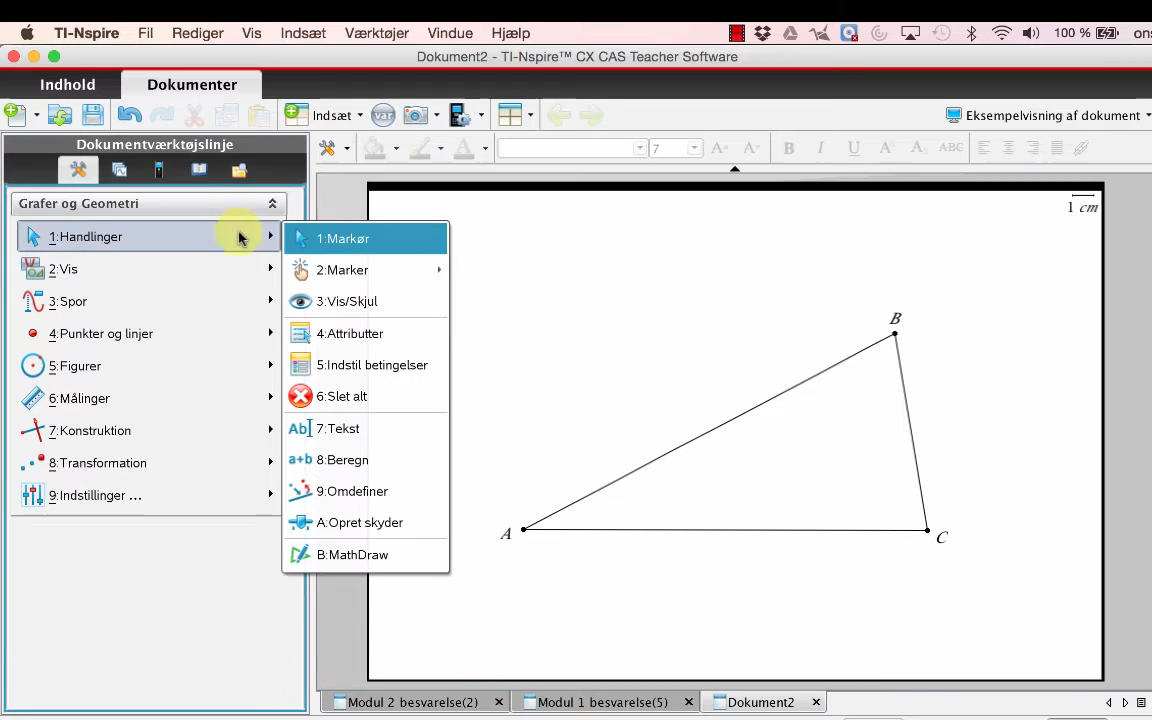 TI-Nspire Fil Rediger Vis Indsæt Værktøjer Vindue Hjælp 100 % ons
Dokument2 - TI-Nspire™ CX CAS Teacher Software
Indhold Dokumenter
Indsæt var Eksempelvisning af dokument
Dokumentværktøjslinje
7 A A A B I U A A ABC
Grafer og Geometri
1:Handlinger
2:Vis
3:Spor
4:Punkter og linjer
5:Figurer
6:Målinger
7:Konstruktion
8:Transformation
9:Indstillinger ...
1:Markør
2:Marker
3:Vis/Skjul
4:Attributter
5:Indstil betingelser
6:Slet alt
Ab 7:Tekst
a+b 8:Beregn
9:Omdefiner
A:Opret skyder
B:MathDraw
1 cm
B
A
C
Modul 2 besvarelse(2) Modul 1 besvarelse(5) Dokument2